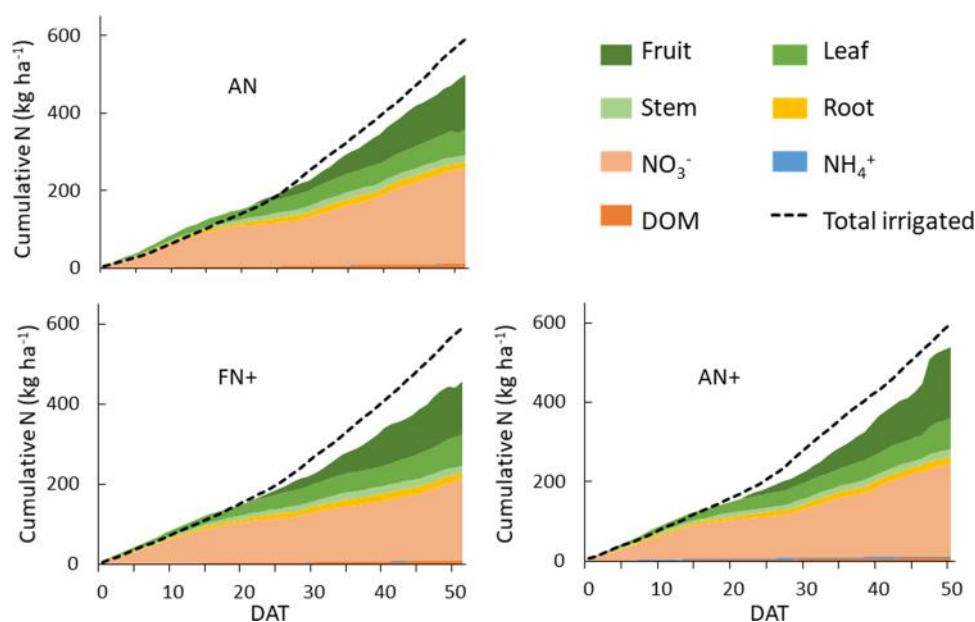 Cumulative N (kg ha⁻¹)
600
400
200
0
AN
Fruit
Leaf
Stem
Root
NO₃⁻
NH₄⁺
DOM
Total irrigated
Cumulative N (kg ha⁻¹)
600
400
200
0
FN+
0 10 20 30 40 50
DAT
Cumulative N (kg ha⁻¹)
600
400
200
0
AN+
0 10 20 30 40 50
DAT